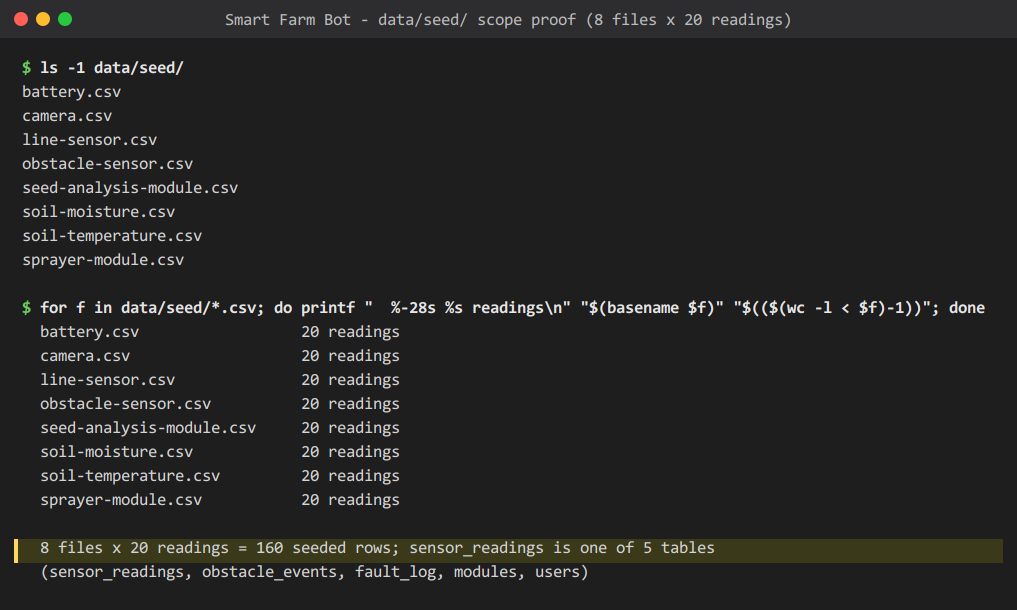 Smart Farm Bot - data/seed/ scope proof (8 files x 20 readings)
$ ls -1 data/seed/
battery.csv
camera.csv
line-sensor.csv
obstacle-sensor.csv
seed-analysis-module.csv
soil-moisture.csv
soil-temperature.csv
sprayer-module.csv
$ for f in data/seed/*.csv; do printf "  %-28s %s readings\n" "$(basename $f)" "$(($(wc -l < $f)-1))"; done
battery.csv 20 readings
camera.csv 20 readings
line-sensor.csv 20 readings
obstacle-sensor.csv 20 readings
seed-analysis-module.csv 20 readings
soil-moisture.csv 20 readings
soil-temperature.csv 20 readings
sprayer-module.csv 20 readings
8 files x 20 readings = 160 seeded rows; sensor_readings is one of 5 tables
(sensor_readings, obstacle_events, fault_log, modules, users)